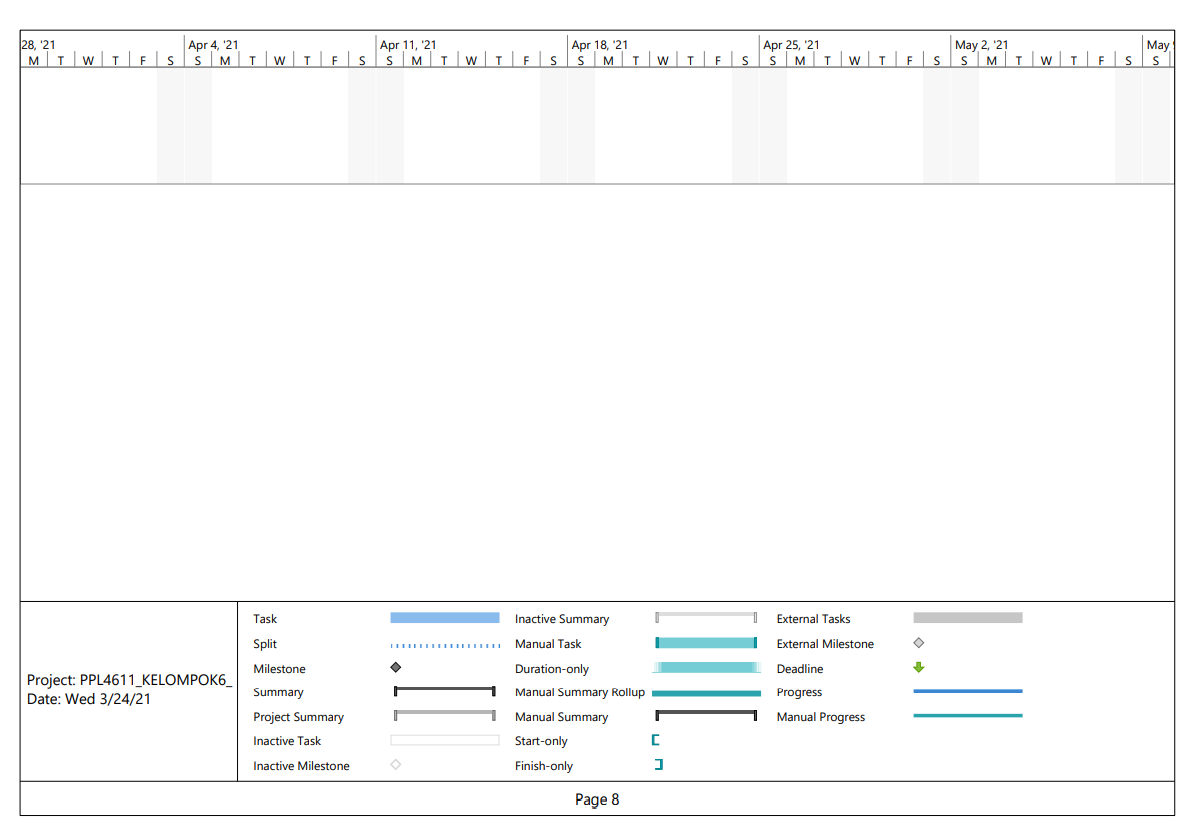 28, '21 Apr 4, '21 Apr 11, '21 Apr 18, '21 Apr 25, '21 May 2, '21 May
M T W T F S S M T W T F S S M T W T F S S M T W T F S S M T W T F S S M T W T F S S
Task
Split
Milestone
Summary
Project Summary
Inactive Task
Inactive Milestone
Inactive Summary
Manual Task
Duration-only
Manual Summary Rollup
Manual Summary
Start-only
Finish-only
External Tasks
External Milestone
Deadline
Progress
Manual Progress
Project: PPL4611_KELOMPOK6_
Date: Wed 3/24/21
Page 8